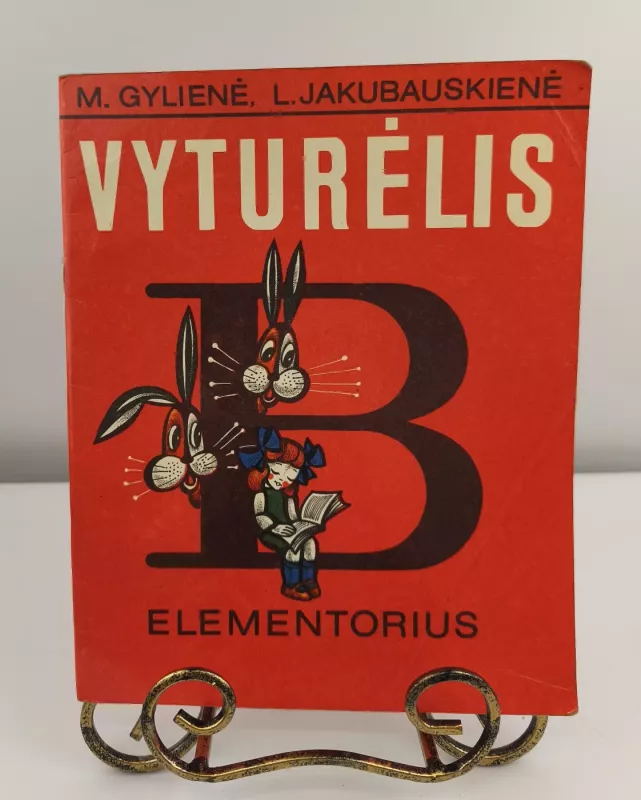 M. GYLIENĖ, L. JAKUBAUSKIENĖ
VYTURĖLIS
B
ELEMENTORIUS